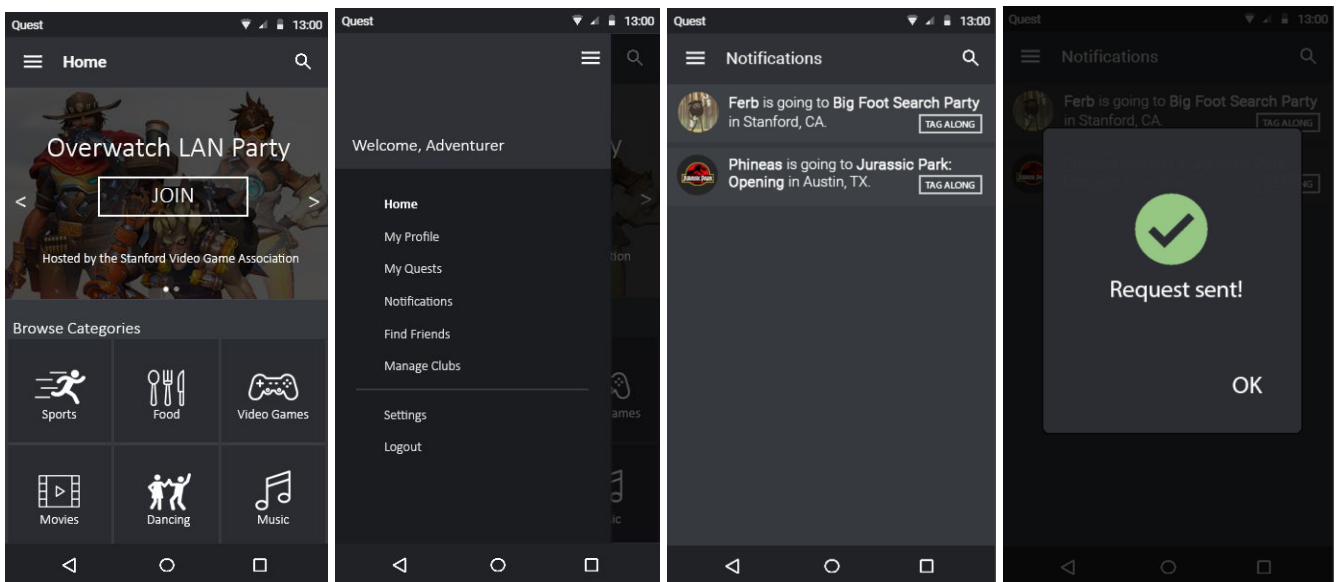 Quest
13:00
Home
Overwatch LAN Party
JOIN
<
>
Hosted by the Stanford Video Game Association
Browse Categories
Sports
Food
Video Games
Movies
Dancing
Music
Quest
13:00
Welcome, Adventurer
y
>
tion
Home
My Profile
My Quests
Notifications
Find Friends
Manage Clubs
ames
Settings
Logout
ic
Quest
13:00
Notifications
Ferb is going to Big Foot Search Party
in Stanford, CA.
TAG ALONG
Phineas is going to Jurassic Park:
Opening in Austin, TX.
TAG ALONG
Quest
13:00
Notifications
Ferb is going to Big Foot Search Party
in Stanford, CA.
TAG ALONG
NG
Request sent!
OK